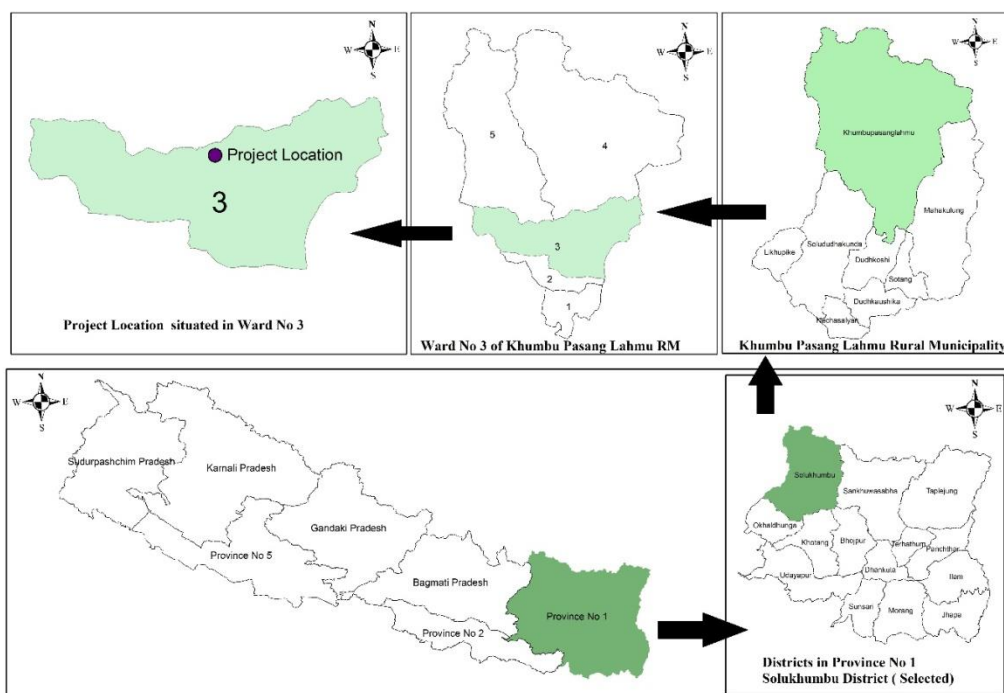 N
W E
S
Project Location
3
Project Location situated in Ward No 3
N
W E
S
5
4
3
2
1
Ward No 3 of Khumbu Pasang Lahmu RM
N
W E
S
Khumbupasanglahmu
Mahakulung
Solududhakunda
Likhupike
Dudhkoshi
Sotang
Dudhkaushika
Nechasalyan
Khumbu Pasang Lahmu Rural Municipality
N
W E
S
Sudurpashchim Pradesh
Karnali Pradesh
Gandaki Pradesh
Province No 5
Bagmati Pradesh
Province No 1
Province No 2
N
W E
S
Solukhumbu
Sankhuwasabha
Taplejung
Okhaldhunga
Khotang
Bhojpur
Terhathum
Panchthar
Dhankuta
Udayapur
Ilam
Sunsari
Morang
Jhapa
Districts in Province No 1
Solukhumbu District ( Selected)